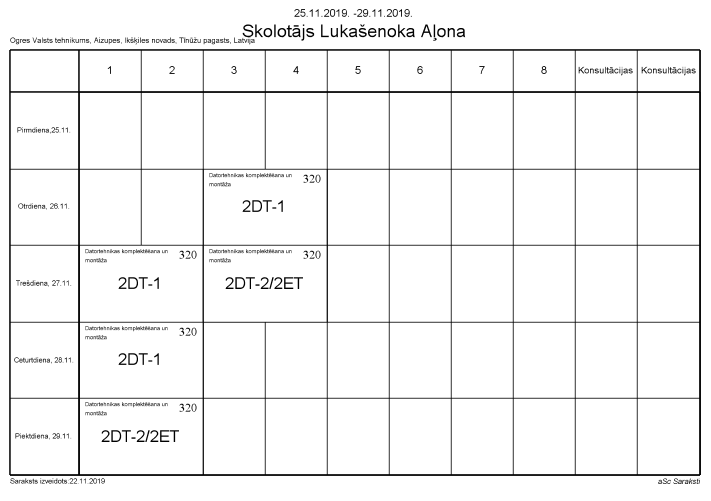 25.11.2019. -29.11.2019.
Skolotājs Lukašenoka Aļona
Ogres Valsts tehnikums, Aizupes, Ikšķiles novads, Tīnūžu pagasts, Latvija
1 2 3 4 5 6 7 8 Konsultācijas Konsultācijas
Pirmdiena,25.11.
Datortehnikas komplektēšana un 320
montāža
Otrdiena, 26.11.
2DT-1
Datortehnikas komplektēšana un 320 Datortehnikas komplektēšana un 320
montāža montāža
Trešdiena, 27.11.
2DT-1 2DT-2/2ET
Datortehnikas komplektēšana un 320
montāža
Ceturtdiena, 28.11.
2DT-1
Datortehnikas komplektēšana un 320
montāža
Piektdiena, 29.11.
2DT-2/2ET
Saraksts izveidots:22.11.2019 aSc Saraksti